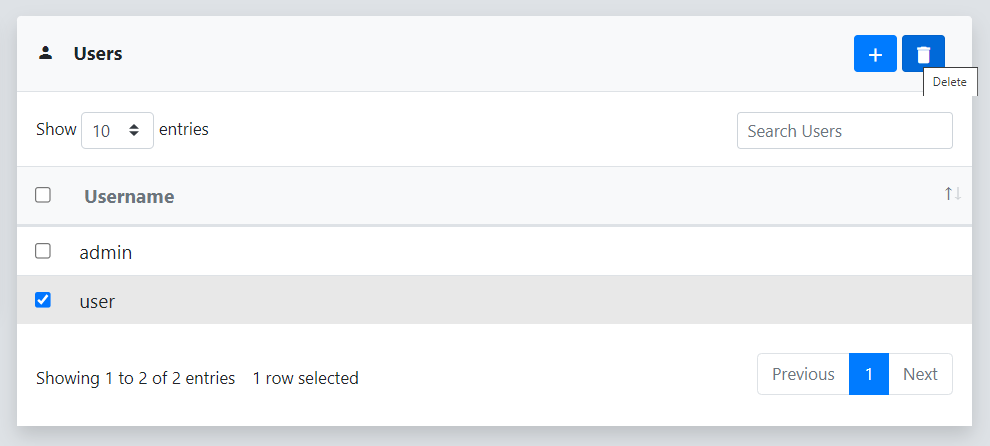 Users
+
Delete
Show 10 entries
Search Users
Username
admin
user
Showing 1 to 2 of 2 entries 1 row selected
Previous 1 Next